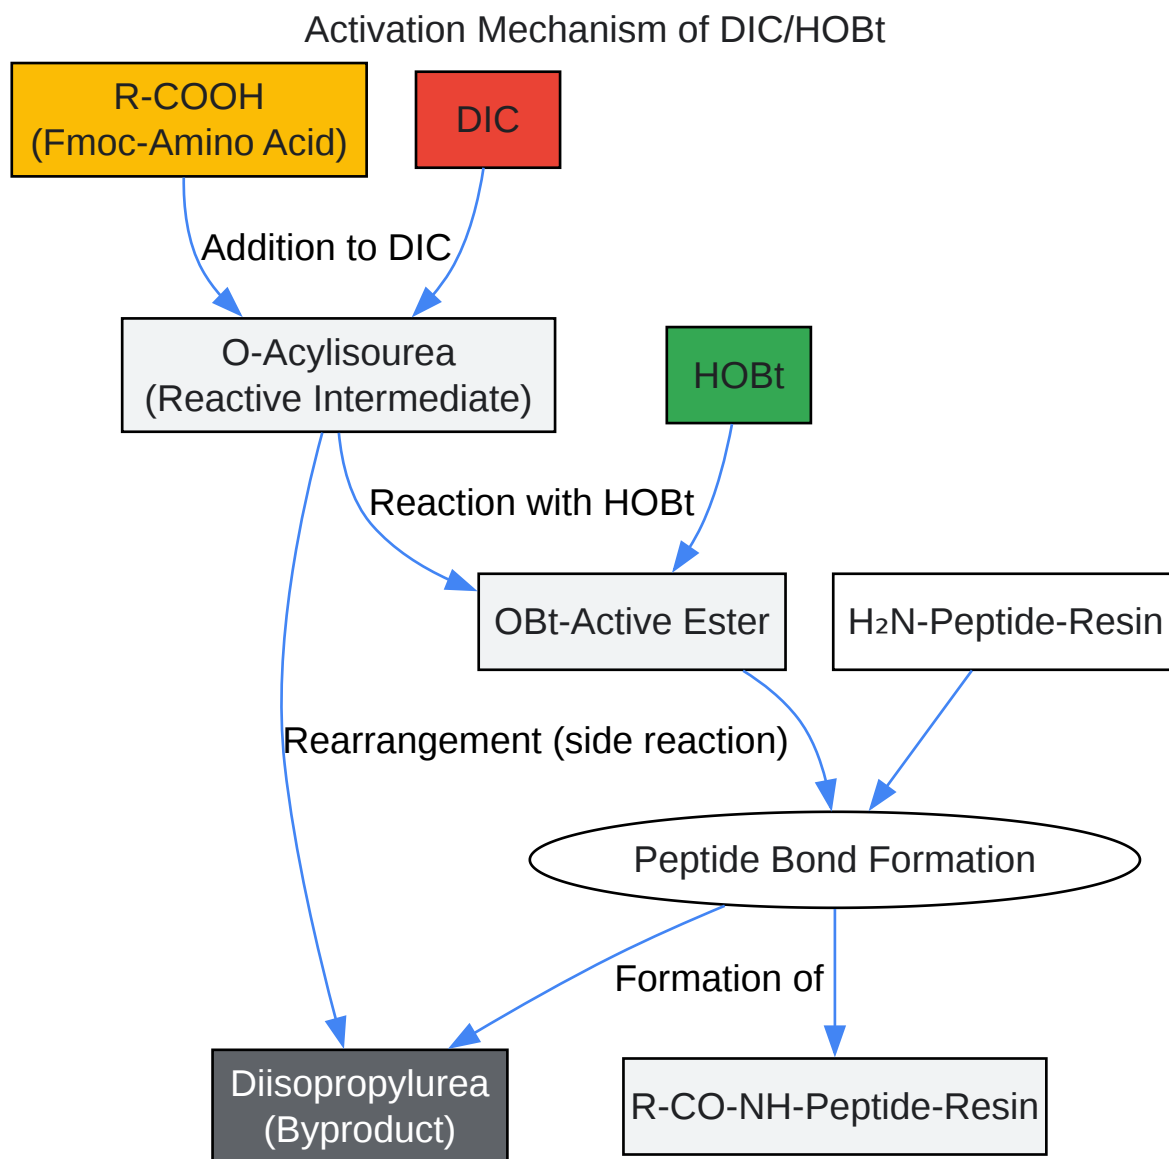 Activation Mechanism of DIC/HOBt
R-COOH
(Fmoc-Amino Acid)
DIC
Addition to DIC
O-Acylisourea
(Reactive Intermediate)
HOBt
Reaction with HOBt
OBt-Active Ester
H₂N-Peptide-Resin
Rearrangement (side reaction)
Peptide Bond Formation
Formation of
Diisopropylurea
(Byproduct)
R-CO-NH-Peptide-Resin